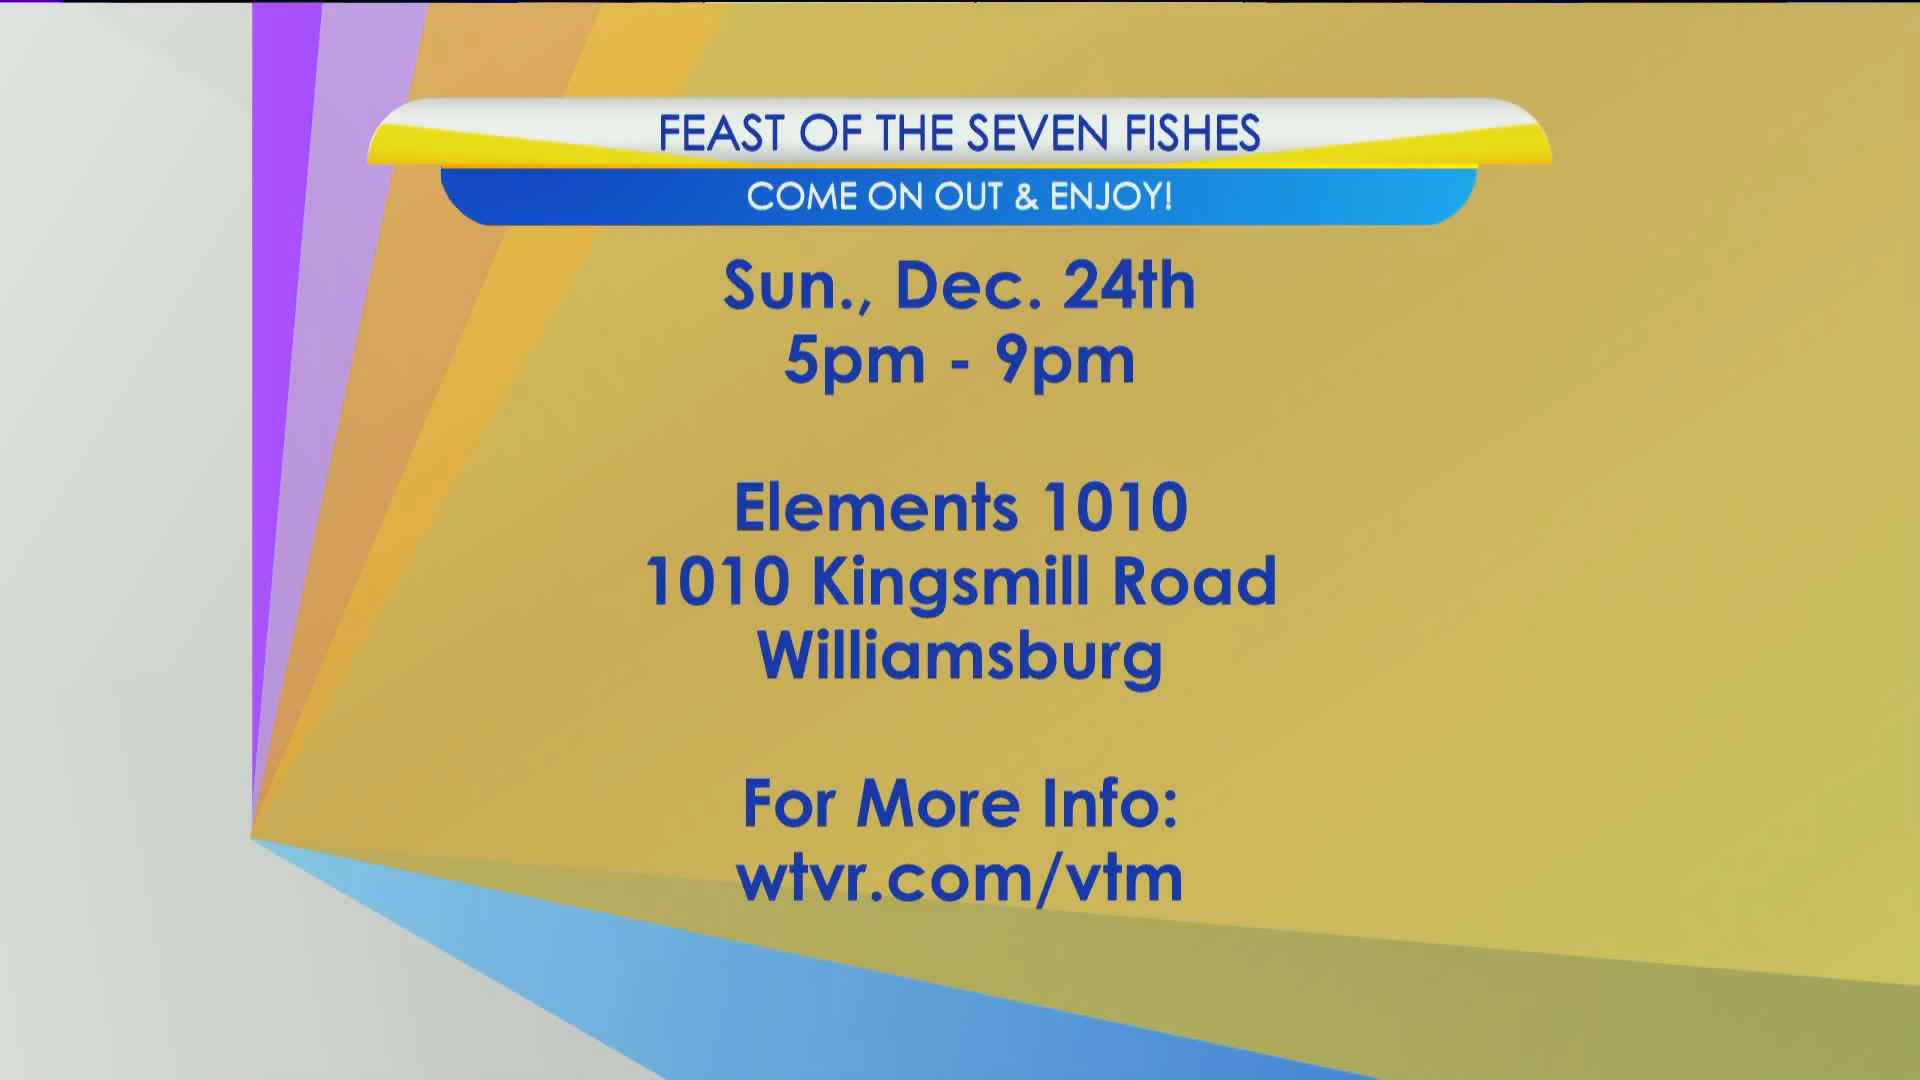 FEAST OF THE SEVEN FISHES
COME ON OUT & ENJOY!
Sun., Dec. 24th
5pm - 9pm
Elements 1010
1010 Kingsmill Road
Williamsburg
For More Info:
wtvr.com/vtm